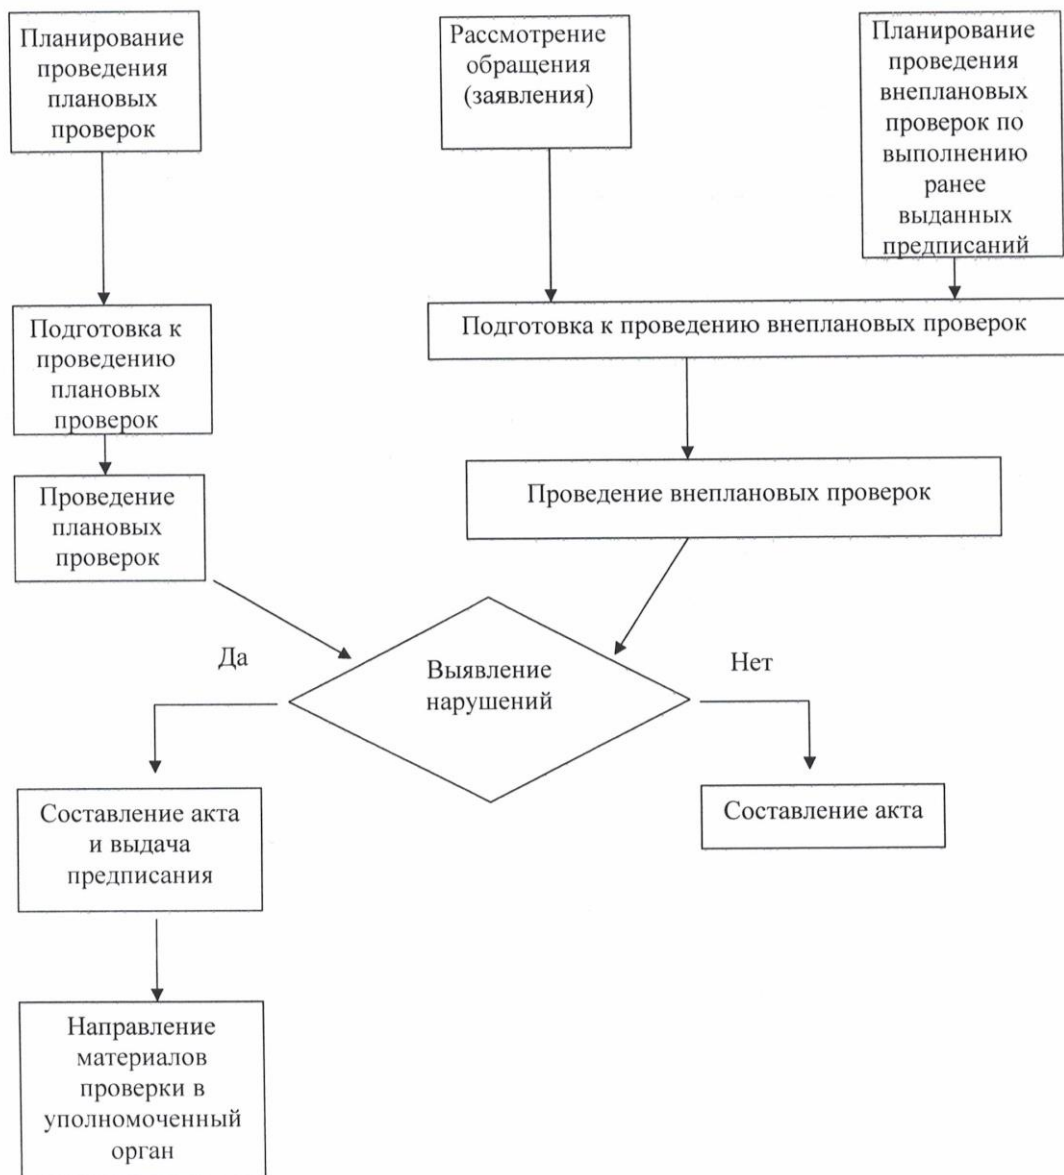 Планирование
проведения
плановых
проверок
Рассмотрение
обращения
(заявления)
Планирование
проведения
внеплановых
проверок по
выполнению
ранее
выданных
предписаний
Подготовка к
проведению
плановых
проверок
Подготовка к проведению внеплановых проверок
Проведение
плановых
проверок
Проведение внеплановых проверок
Да
Выявление
нарушений
Нет
Составление акта
и выдача
предписания
Составление акта
Направление
материалов
проверки в
уполномоченный
орган